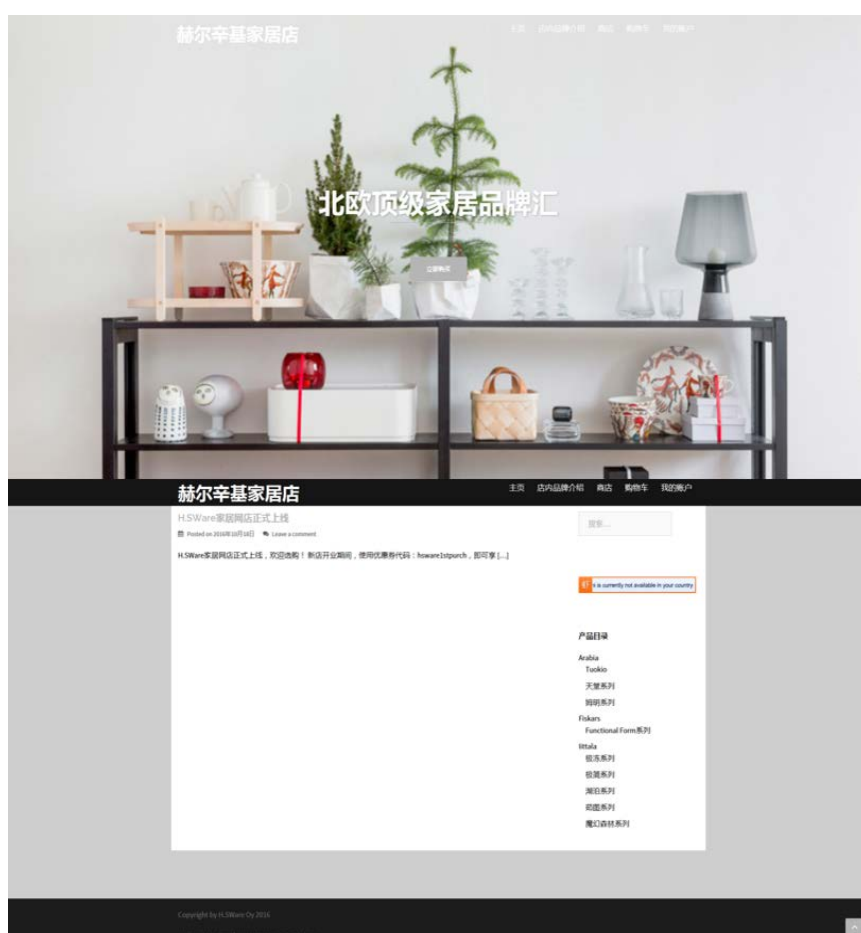 赫尔辛基家居店
主页 店内品牌介绍 商店 购物车 我的账户
北欧顶级家居品牌汇
立即购买
赫尔辛基家居店
主页 店内品牌介绍 商店 购物车 我的账户
H.SWare家居网店正式上线
Posted on 2016年10月18日 Leave a comment
搜索...
H.SWare家居网店正式上线，欢迎选购！新店开业期间，使用优惠券代码：hsware1stpurch，即可享 [...]
is currently not available in your country
产品目录
Arabia
Tuokio
天堂系列
姆明系列
Fiskars
Functional Form系列
Iittala
极冻系列
极简系列
湖泊系列
魔幻森林系列
Copyright by H.SWare Oy 2016